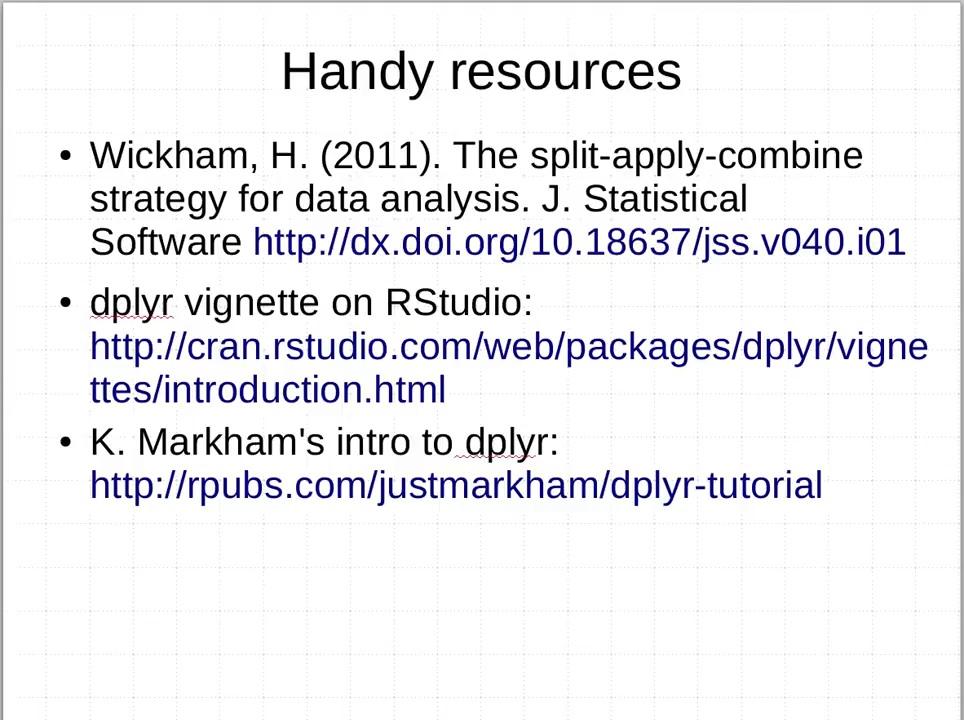 Handy resources
• Wickham, H. (2011). The split-apply-combine
strategy for data analysis. J. Statistical
Software http://dx.doi.org/10.18637/jss.v040.i01
• dplyr vignette on RStudio:
http://cran.rstudio.com/web/packages/dplyr/vigne
ttes/introduction.html
• K. Markham's intro to dplyr:
http://rpubs.com/justmarkham/dplyr-tutorial